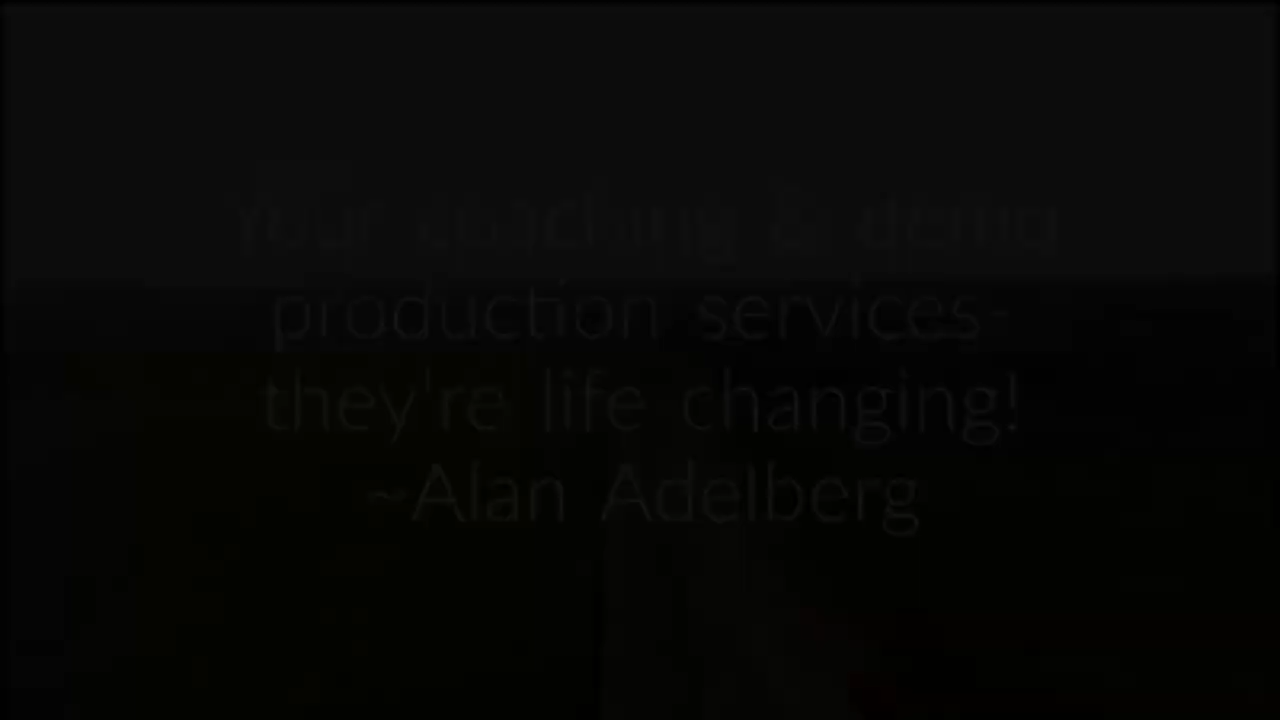 Your coaching & demo
production services-
they're life changing!
~Alan Adelberg